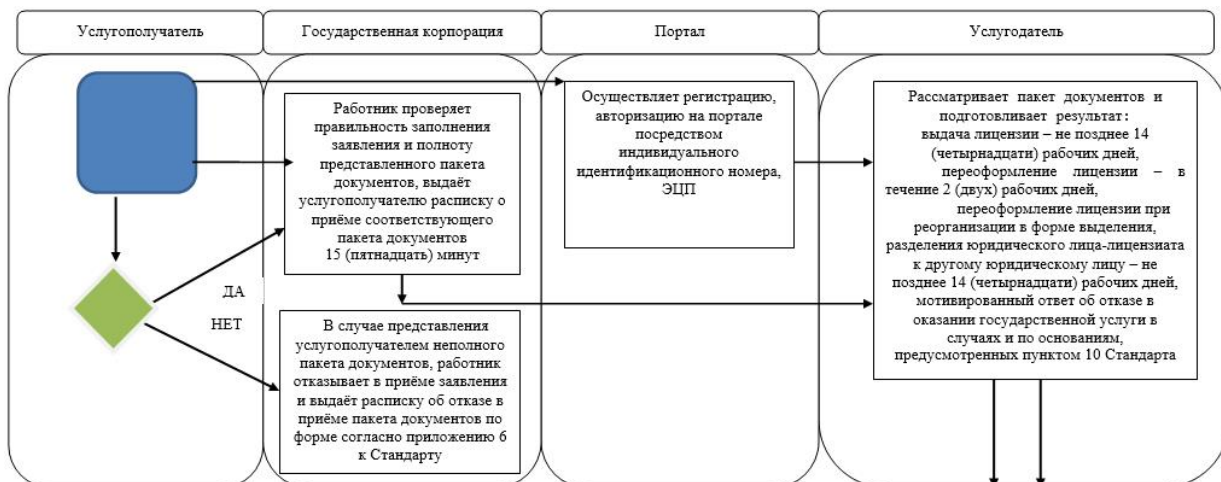 Услугополучатель
Государственная корпорация
Портал
Услугодатель
Работник проверяет
правильность заполнения
заявления и полноту
представленного пакета
документов, выдаёт
услугополучателю расписку о
приёме соответствующего
пакета документов
15 (пятнадцать) минут
ДА
НЕТ
В случае представления
услугополучателем неполного
пакета документов, работник
отказывает в приёме заявления
и выдаёт расписку об отказе в
приёме пакета документов по
форме согласно приложению 6
к Стандарту
Осуществляет регистрацию,
авторизацию на портале
посредством
индивидуального
идентификационного номера,
ЭЦП
Рассматривает пакет документов и
подготовливает результат:
выдача лицензии – не позднее 14
(четырнадцати) рабочих дней,
переоформление лицензии – в
течение 2 (двух) рабочих дней,
переоформление лицензии при
реорганизации в форме выделения,
разделения юридического лица-лицензиата
к другому юридическому лицу – не
позднее 14 (четырнадцати) рабочих дней,
мотивированный ответ об отказе в
оказании государственной услуги в
случаях и по основаниям,
предусмотренных пунктом 10 Стандарта